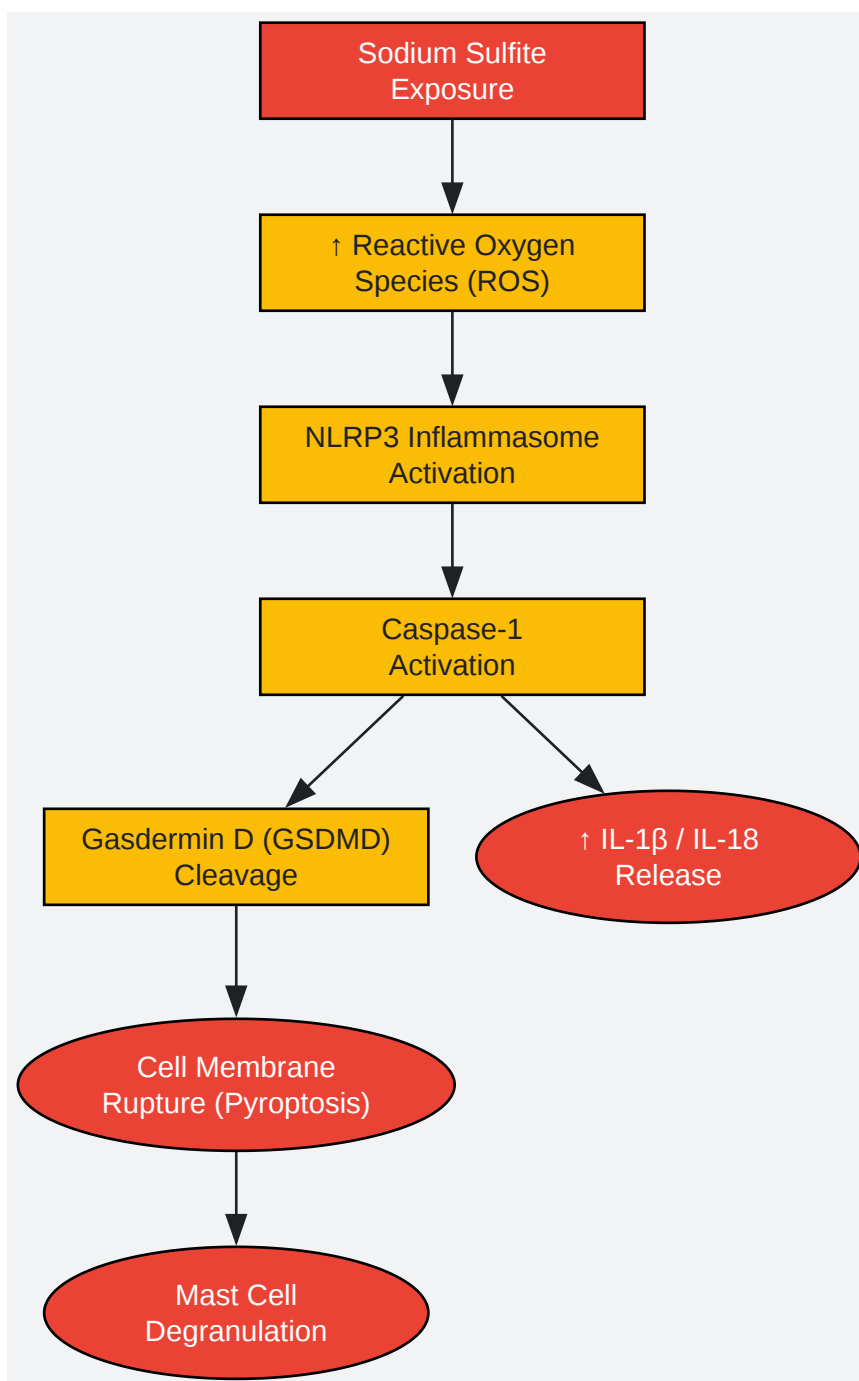 Sodium Sulfite
Exposure
↑ Reactive Oxygen
Species (ROS)
NLRP3 Inflammasome
Activation
Caspase-1
Activation
Gasdermin D (GSDMD)
Cleavage
↑ IL-1β / IL-18
Release
Cell Membrane
Rupture (Pyroptosis)
Mast Cell
Degranulation